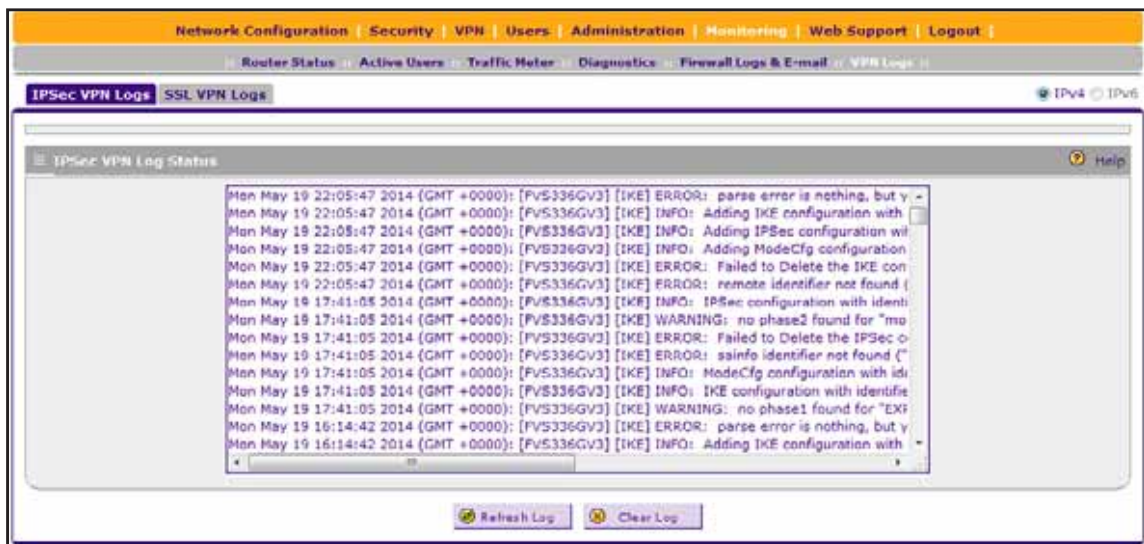 Network Configuration | Security | VPN | Users | Administration | Monitoring | Web Support | Logout |
:: Router Status :: Active Users :: Traffic Meter :: Diagnostics :: Firewall Logs & E-mail :: VPN Logs ::
IPSec VPN Logs SSL VPN Logs IPv4 IPv6
IPSec VPN Log Status Help
Mon May 19 22:05:47 2014 (GMT +0000): [FVS336GV3] [IKE] ERROR: parse error is nothing, but y
Mon May 19 22:05:47 2014 (GMT +0000): [FVS336GV3] [IKE] INFO: Adding IKE configuration with
Mon May 19 22:05:47 2014 (GMT +0000): [FVS336GV3] [IKE] INFO: Adding IPSec configuration wit
Mon May 19 22:05:47 2014 (GMT +0000): [FVS336GV3] [IKE] INFO: Adding ModeCfg configuration
Mon May 19 22:05:47 2014 (GMT +0000): [FVS336GV3] [IKE] ERROR: Failed to Delete the IKE con
Mon May 19 22:05:47 2014 (GMT +0000): [FVS336GV3] [IKE] ERROR: remote identifier not found (
Mon May 19 17:41:05 2014 (GMT +0000): [FVS336GV3] [IKE] INFO: IPSec configuration with identi
Mon May 19 17:41:05 2014 (GMT +0000): [FVS336GV3] [IKE] WARNING: no phase2 found for "mo
Mon May 19 17:41:05 2014 (GMT +0000): [FVS336GV3] [IKE] ERROR: Failed to Delete the IPSec c
Mon May 19 17:41:05 2014 (GMT +0000): [FVS336GV3] [IKE] ERROR: sainfo identifier not found ("
Mon May 19 17:41:05 2014 (GMT +0000): [FVS336GV3] [IKE] INFO: ModeCfg configuration with ide
Mon May 19 17:41:05 2014 (GMT +0000): [FVS336GV3] [IKE] INFO: IKE configuration with identifie
Mon May 19 17:41:05 2014 (GMT +0000): [FVS336GV3] [IKE] WARNING: no phase1 found for "EXP
Mon May 19 16:14:42 2014 (GMT +0000): [FVS336GV3] [IKE] ERROR: parse error is nothing, but y
Mon May 19 16:14:42 2014 (GMT +0000): [FVS336GV3] [IKE] INFO: Adding IKE configuration with
Refresh Log Clear Log